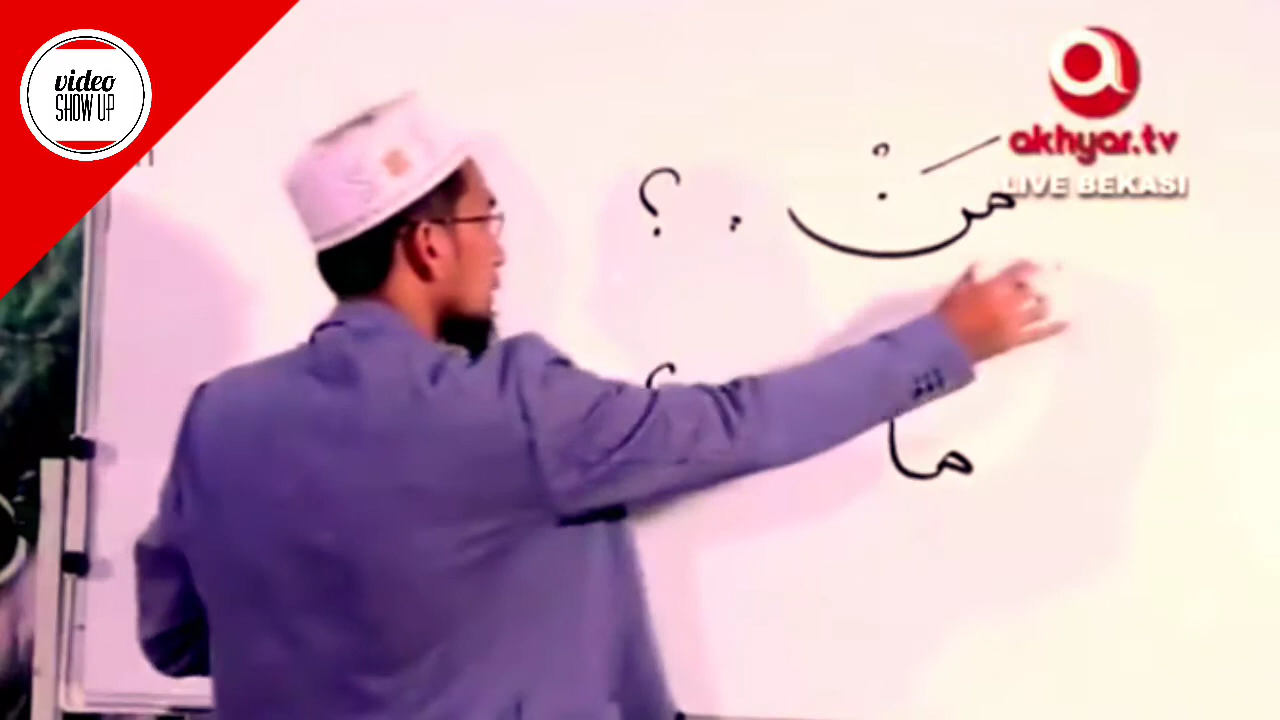 video
SHOW UP
akhyar.tv
LIVE BEKASI
مَنْ . ؟
ما ؟